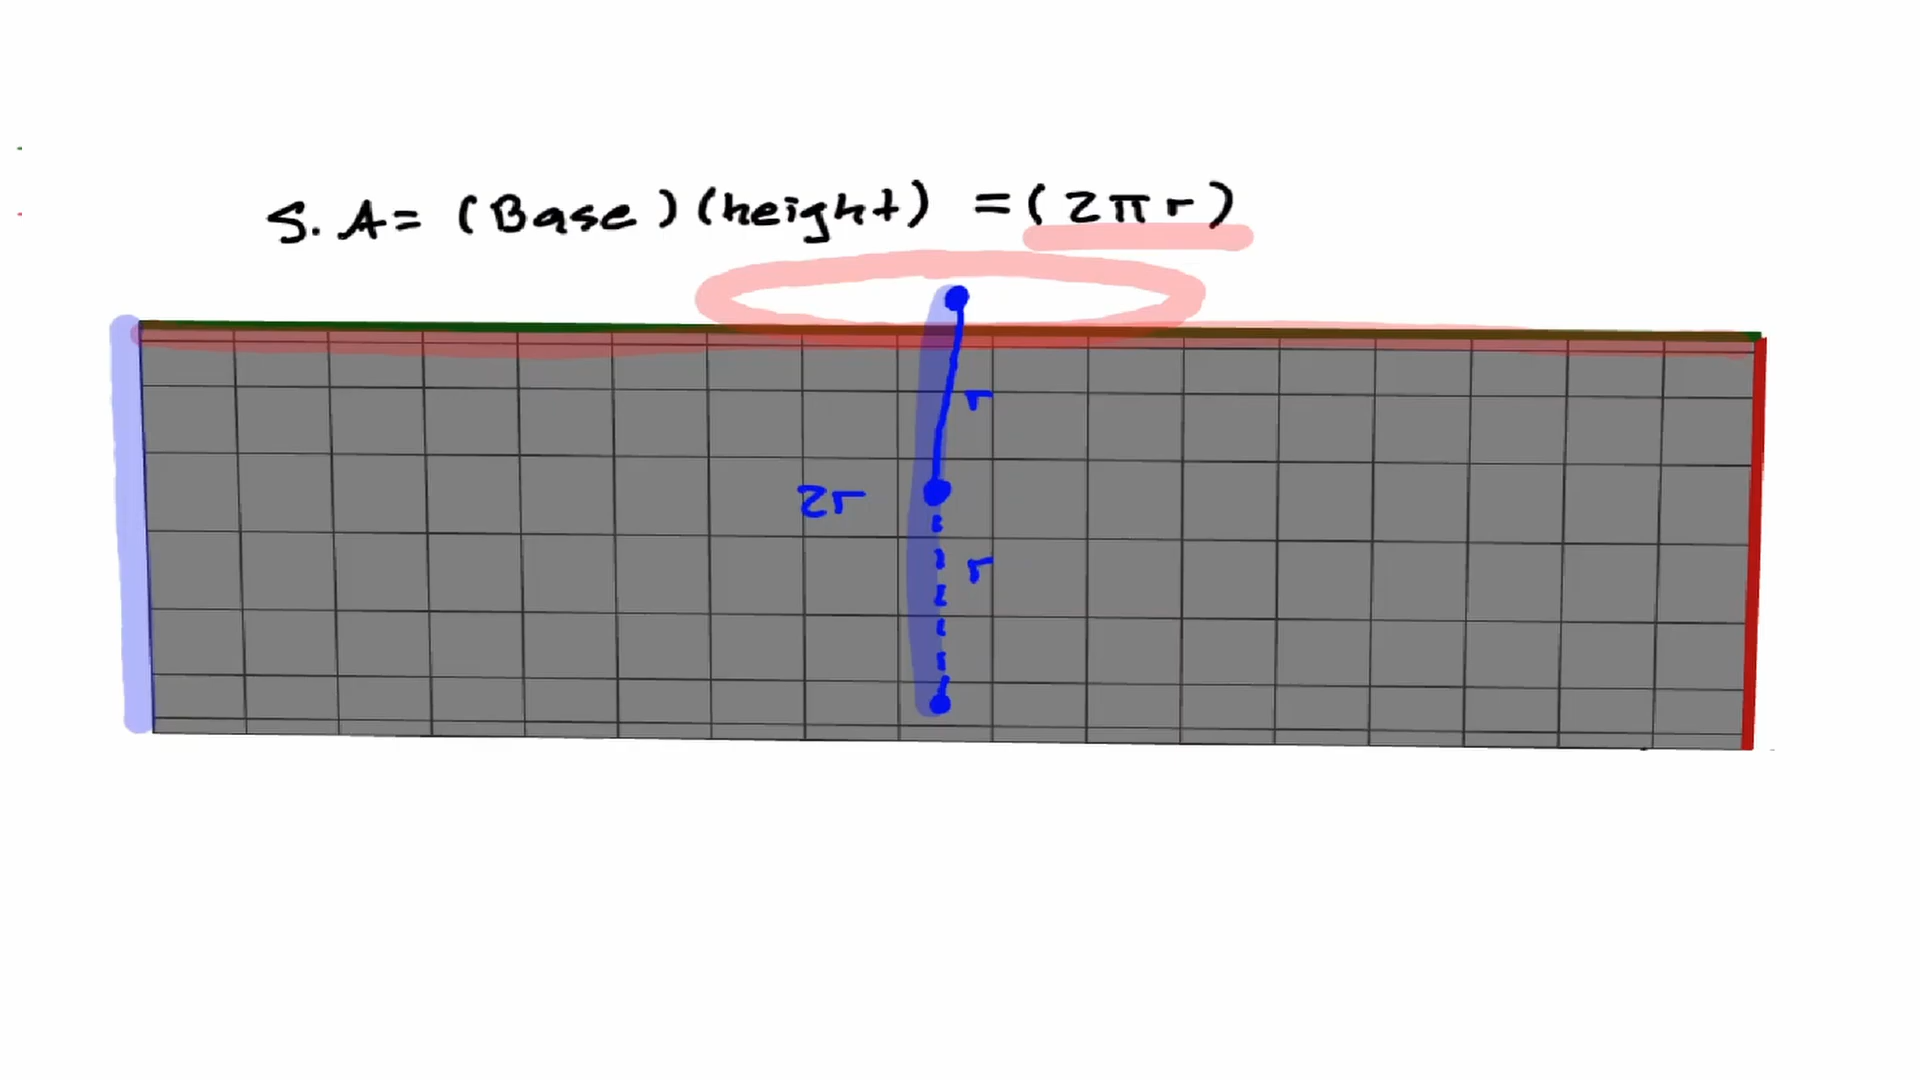 S.A= (Base)(height) =(2πr)
r
2r
r